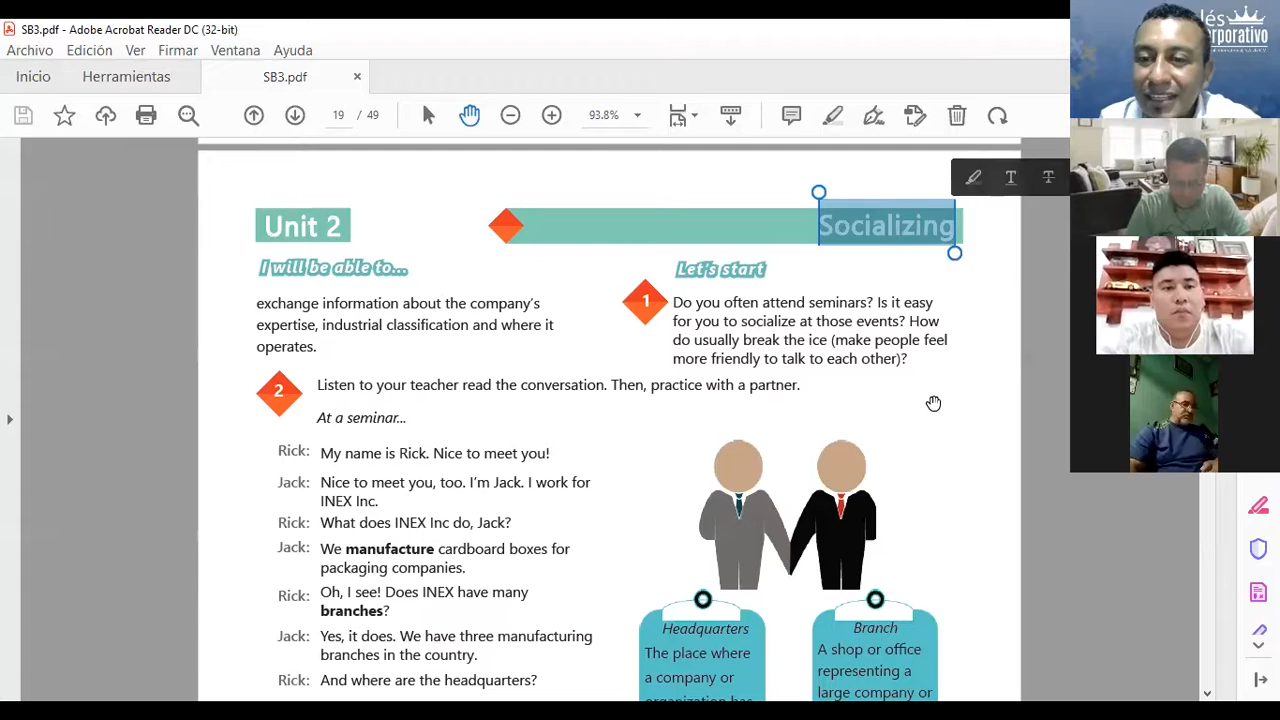 SB3.pdf - Adobe Acrobat Reader DC (32-bit)
Archivo Edición Ver Firmar Ventana Ayuda
Inicio Herramientas SB3.pdf ×
19 / 49 93.8%
Unit 2 Socializing
I will be able to...
exchange information about the company's
expertise, industrial classification and where it
operates.
Let's start
1 Do you often attend seminars? Is it easy
for you to socialize at those events? How
do usually break the ice (make people feel
more friendly to talk to each other)?
2 Listen to your teacher read the conversation. Then, practice with a partner.
At a seminar...
Rick: My name is Rick. Nice to meet you!
Jack: Nice to meet you, too. I'm Jack. I work for
INEX Inc.
Rick: What does INEX Inc do, Jack?
Jack: We manufacture cardboard boxes for
packaging companies.
Rick: Oh, I see! Does INEX have many
branches?
Jack: Yes, it does. We have three manufacturing
branches in the country.
Rick: And where are the headquarters?
Headquarters
The place where
a company or
organization has
Branch
A shop or office
representing a
large company or